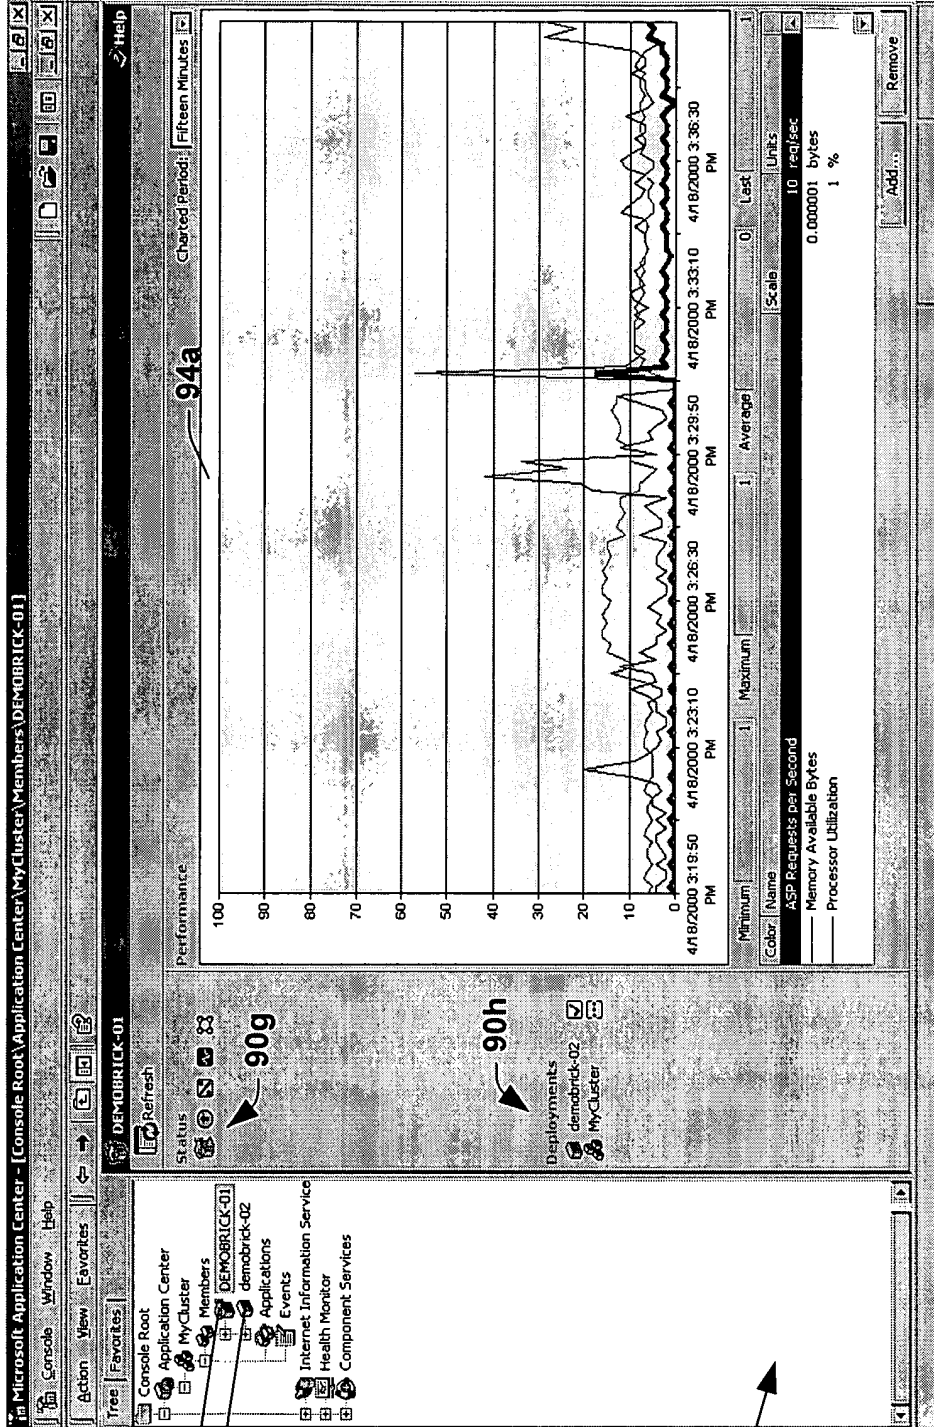 Microsoft Application Center - [Console Root\Application Center\MyCluster\Members\DEMOBRICK-01]
Console Window Help
Action View Favorites
Tree Favorites
Console Root
Application Center
MyCluster
Members
DEMOBRICK-01
demobrick-02
Applications
Events
Internet Information Service
Health Monitor
Component Services
DEMOBRICK-01
Help
Refresh
Status
90g
90h
Deployments
demobrick-02
MyCluster
Performance
Charted Period: Fifteen Minutes
94a
100
90
80
70
60
50
40
30
20
10
0
4/18/2000 3:19:50 PM
4/18/2000 3:23:10 PM
4/18/2000 3:26:30 PM
4/18/2000 3:29:50 PM
4/18/2000 3:33:10 PM
4/18/2000 3:36:30 PM
Minimum 1 Maximum 1 Average 0 Last 1
Color Name Scale Units
ASP Requests per Second 10 req/sec
Memory Available Bytes 0.000001 bytes
Processor Utilization 1 %
Add... Remove